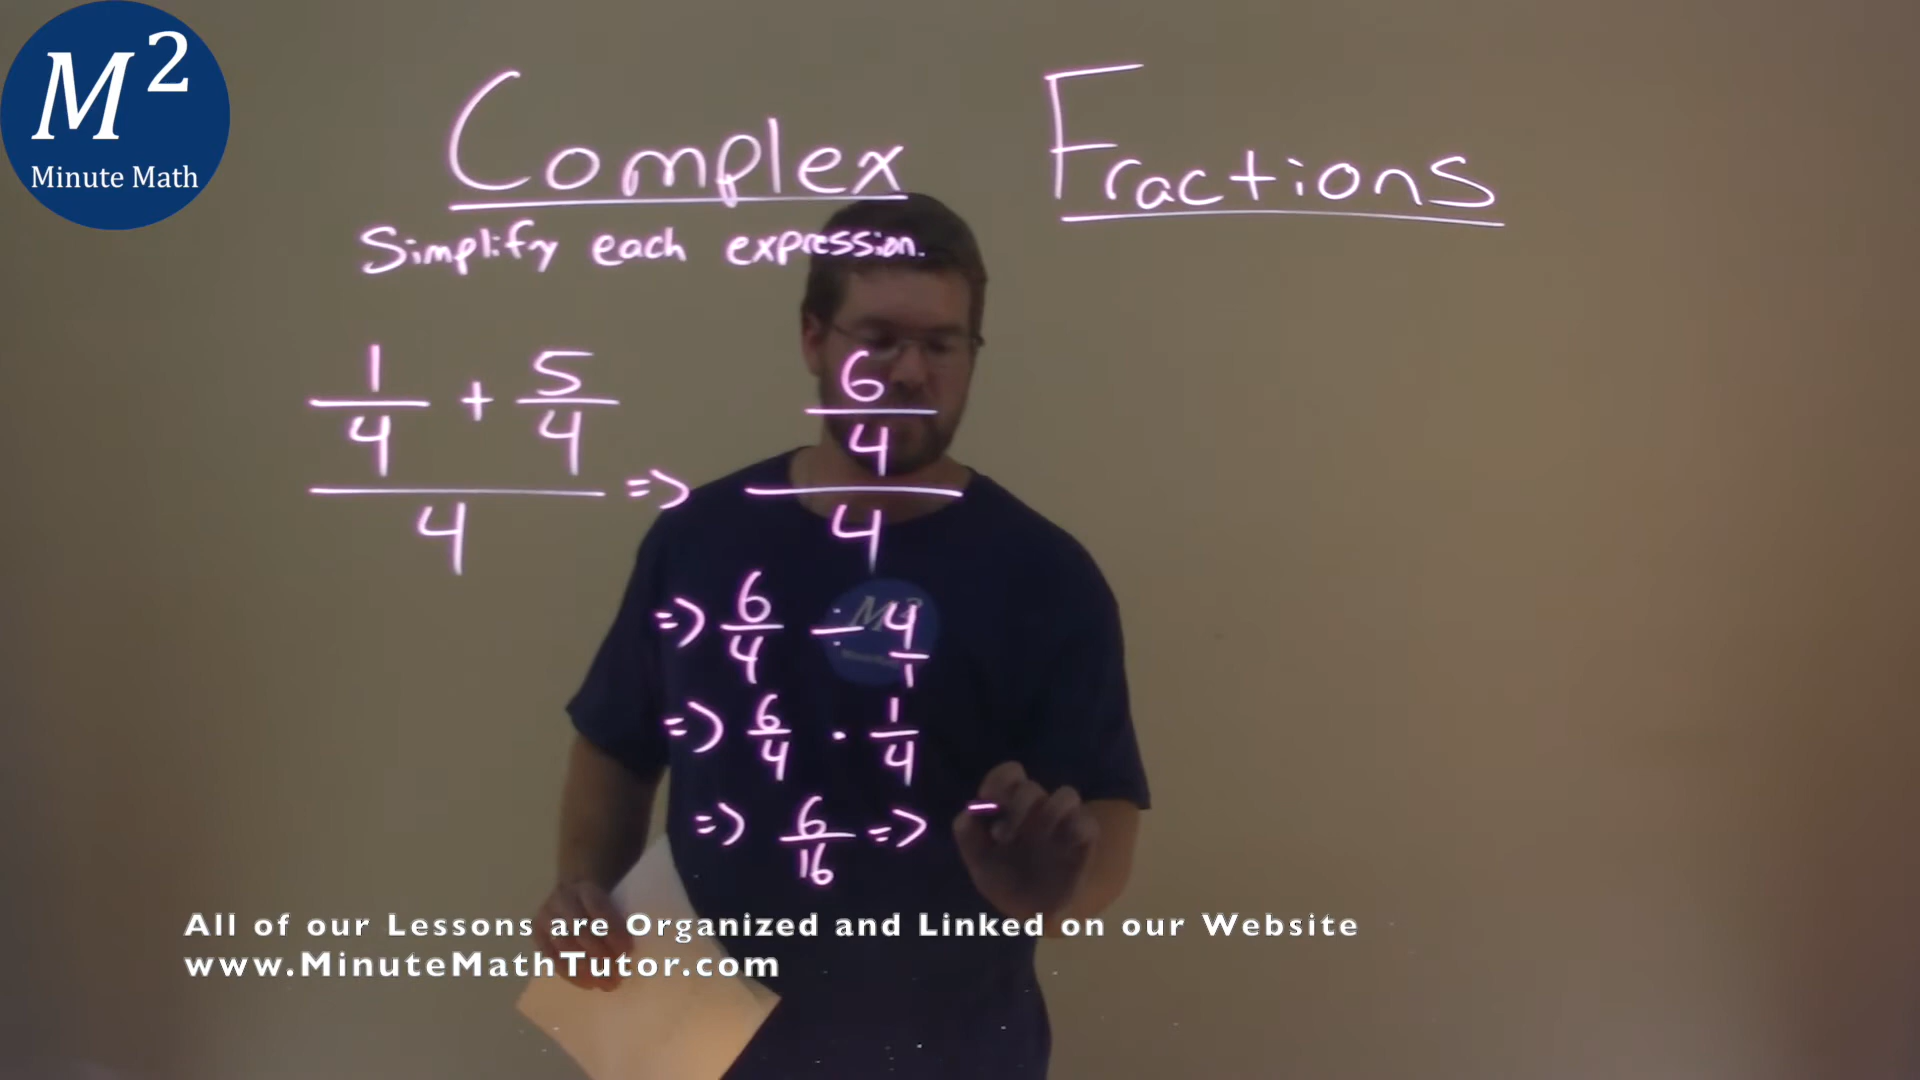 M²
Minute Math
Complex Fractions
Simplify each expression.
1/4 + 5/4 / 4 => 6/4 / 4
=> 6/4 ÷ 4/1
=> 6/4 · 1/4
=> 6/16 => –
All of our Lessons are Organized and Linked on our Website
www.MinuteMathTutor.com